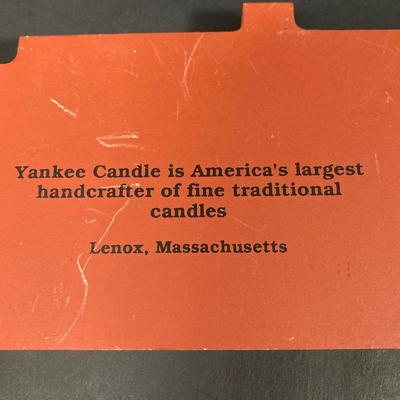 Yankee Candle is America's largest
handcrafter of fine traditional
candles
Lenox, Massachusetts